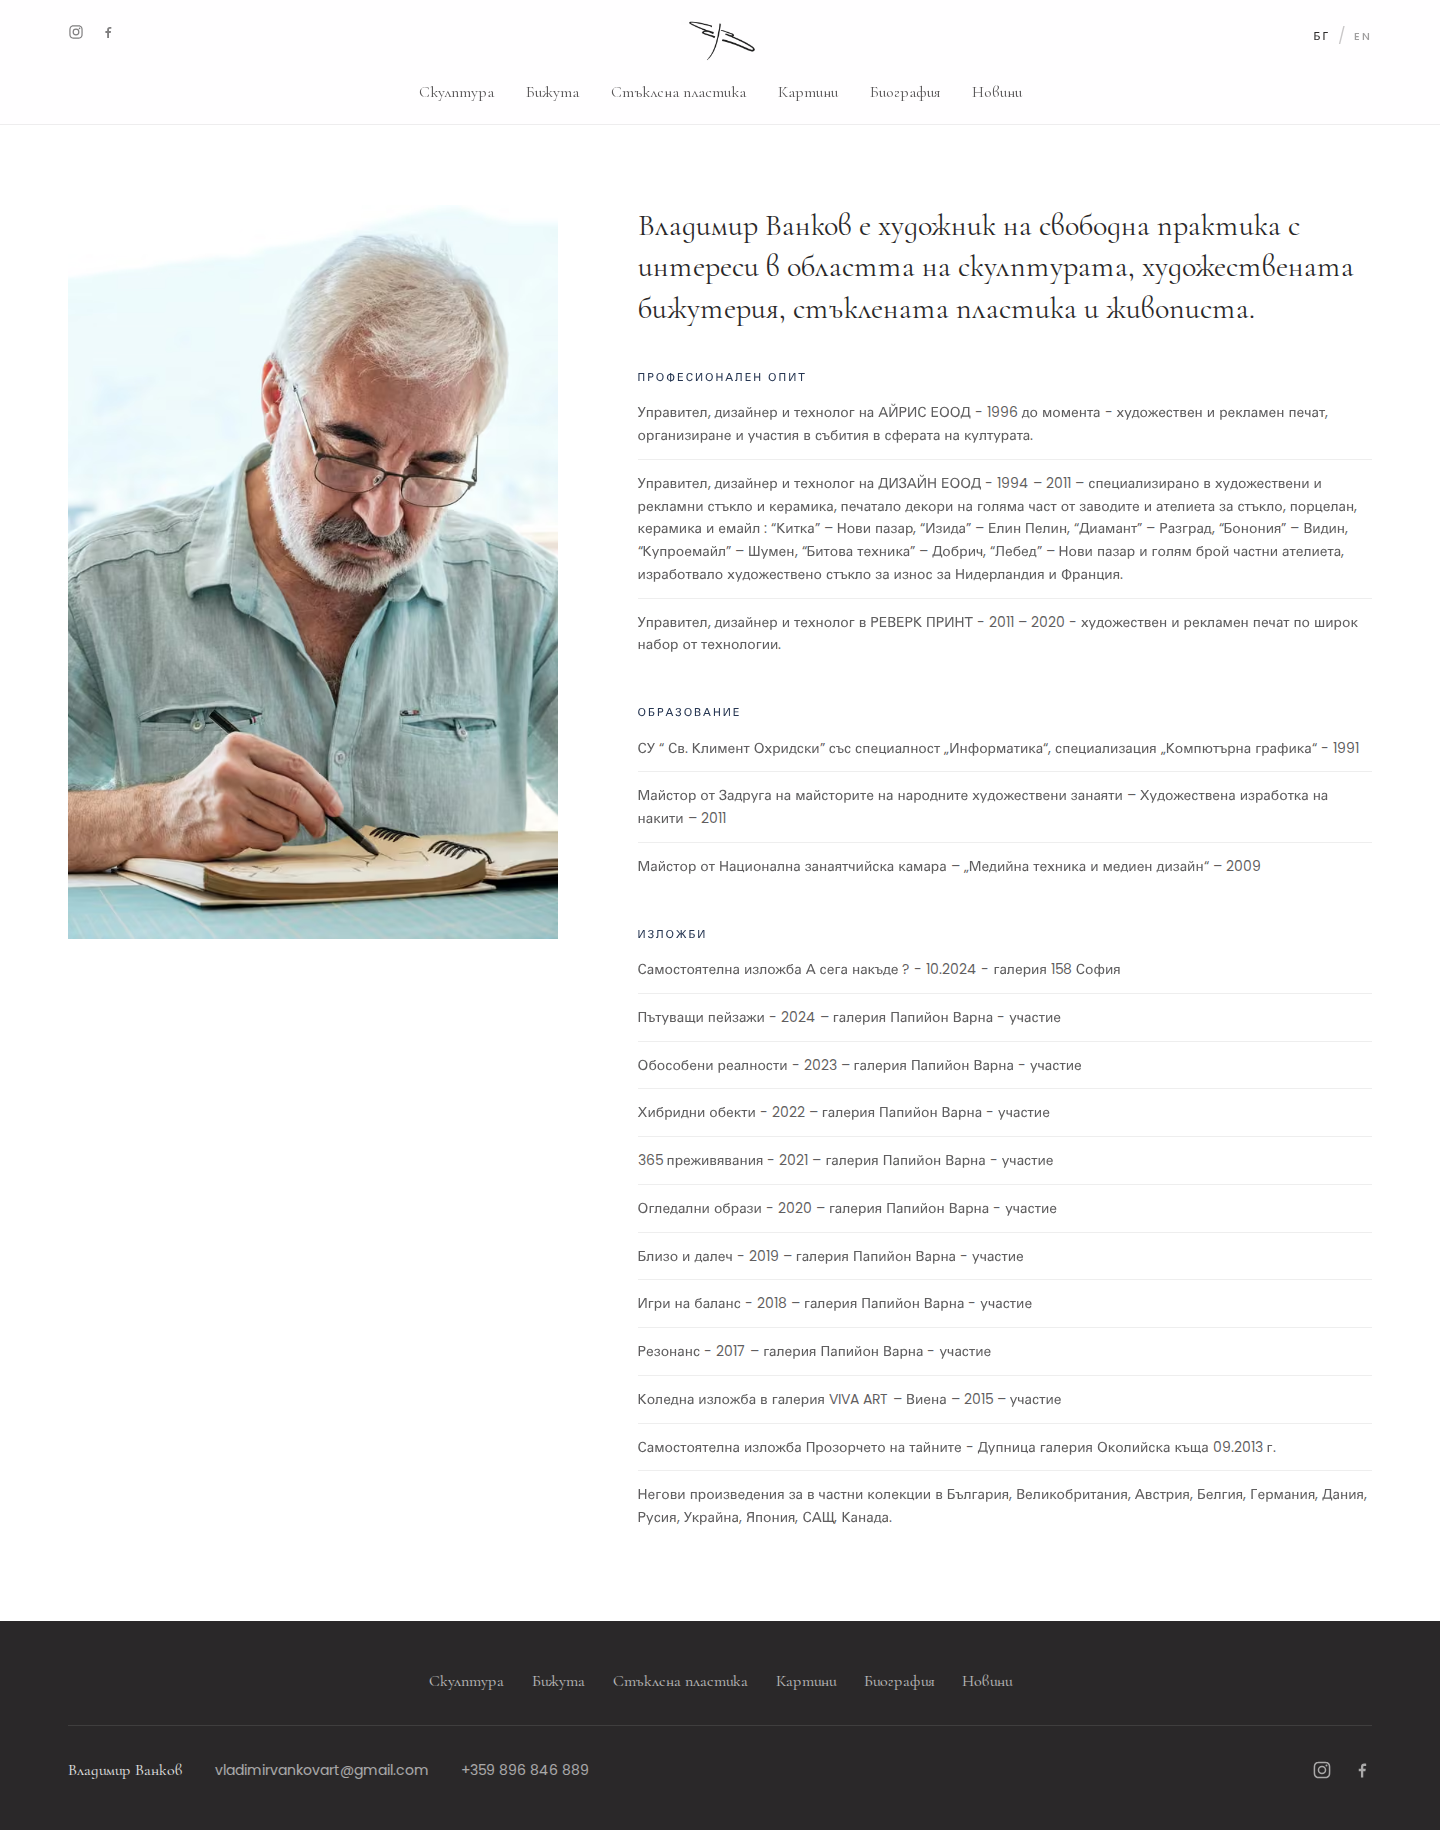 БГ / EN
Скулптура Бижута Стъклена пластика Картини Биография Новини
Владимир Ванков е художник на свободна практика с
интереси в областта на скулптурата, художествената
бижутерия, стъклената пластика и живописта.
ПРОФЕСИОНАЛЕН ОПИТ
Управител, дизайнер и технолог на АЙРИС ЕООД - 1996 до момента - художествен и рекламен печат,
организиране и участия в събития в сферата на културата.
Управител, дизайнер и технолог на ДИЗАЙН ЕООД - 1994 – 2011 – специализирано в художествени и
рекламни стъкло и керамика, печатало декори на голяма част от заводите и ателиета за стъкло, порцелан,
керамика и емайл : “Китка” – Нови пазар, “Изида” – Елин Пелин, “Диамант” – Разград, “Бонония” – Видин,
“Купроемайл” – Шумен, “Битова техника” – Добрич, “Лебед” – Нови пазар и голям брой частни ателиета,
изработвало художествено стъкло за износ за Нидерландия и Франция.
Управител, дизайнер и технолог в РЕВЕРК ПРИНТ - 2011 – 2020 - художествен и рекламен печат по широк
набор от технологии.
ОБРАЗОВАНИЕ
СУ “ Св. Климент Охридски” със специалност „Информатика“, специализация „Компютърна графика“ - 1991
Майстор от Задруга на майсторите на народните художествени занаяти – Художествена изработка на
накити – 2011
Майстор от Национална занаятчийска камара – „Медийна техника и медиен дизайн“ – 2009
ИЗЛОЖБИ
Самостоятелна изложба А сега накъде ? - 10.2024 - галерия 158 София
Пътуващи пейзажи - 2024 – галерия Папийон Варна - участие
Обособени реалности - 2023 – галерия Папийон Варна - участие
Хибридни обекти - 2022 – галерия Папийон Варна - участие
365 преживявания - 2021 – галерия Папийон Варна - участие
Огледални образи - 2020 – галерия Папийон Варна - участие
Близо и далеч - 2019 – галерия Папийон Варна - участие
Игри на баланс - 2018 – галерия Папийон Варна - участие
Резонанс - 2017 – галерия Папийон Варна - участие
Коледна изложба в галерия VIVA ART – Виена – 2015 – участие
Самостоятелна изложба Прозорчето на тайните - Дупница галерия Околийска къща 09.2013 г.
Негови произведения за в частни колекции в България, Великобритания, Австрия, Белгия, Германия, Дания,
Русия, Украйна, Япония, САЩ, Канада.
Скулптура Бижута Стъклена пластика Картини Биография Новини
Владимир Ванков vladimirvankovart@gmail.com +359 896 846 889